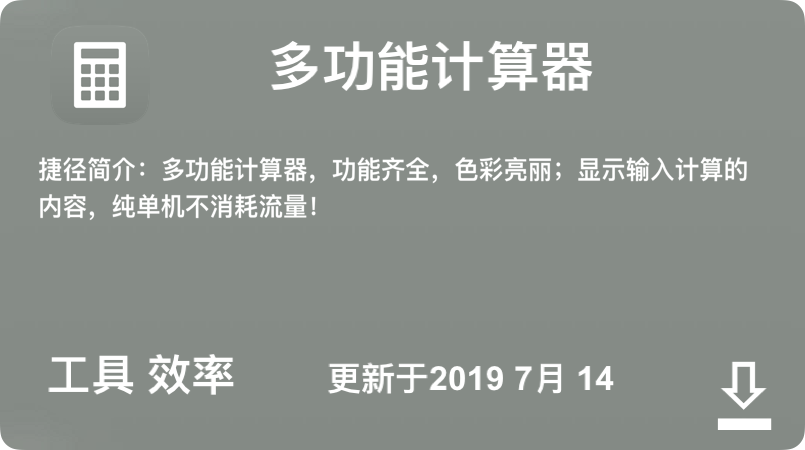 多功能计算器
捷径简介：多功能计算器，功能齐全，色彩亮丽；显示输入计算的
内容，纯单机不消耗流量！
工具 效率
更新于2019 7月 14